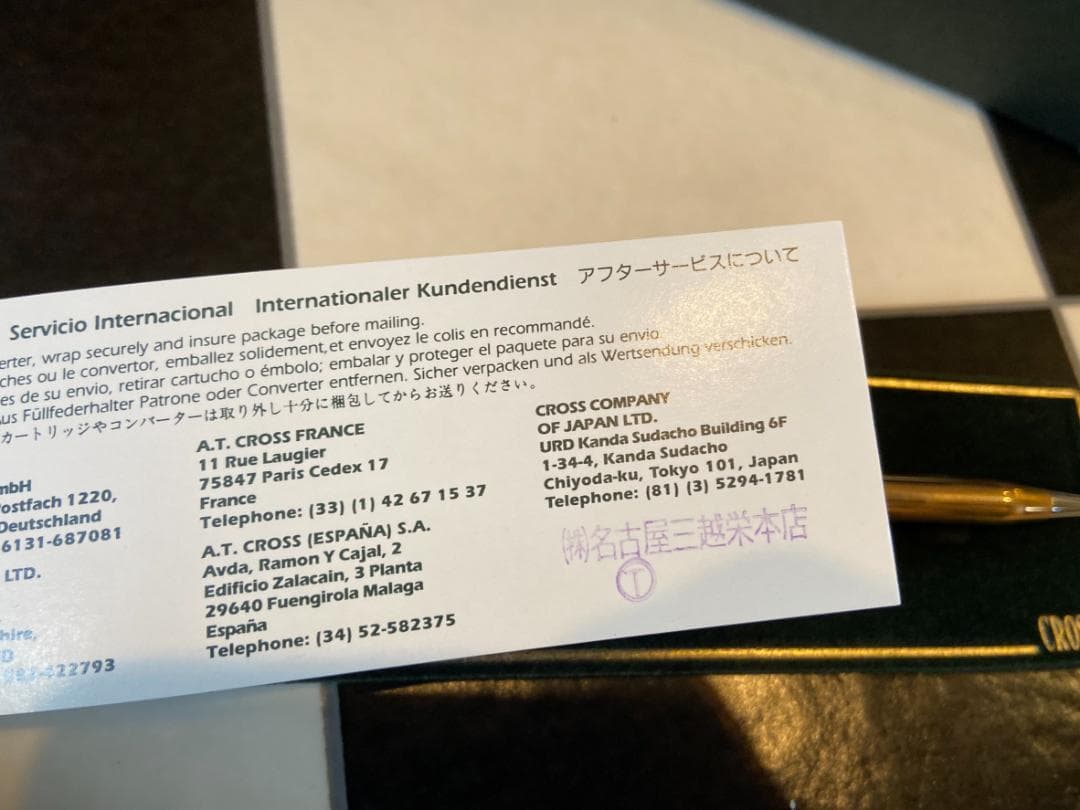 Servicio Internacional Internationaler Kundendienst アフターサービスについて
erter, wrap securely and insure package before mailing.
ches ou le convertor, emballez solidement,et envoyez le colis en recommandé.
es de su envio, retirar cartucho o émbolo; embalar y proteger el paquete para su envio.
us Füllfederhalter Patrone oder Converter entfernen. Sicher verpacken und als Wertsendung verschicken.
カートリッジやコンバーターは取り外し十分に梱包してからお送りください。
mbH
ostfach 1220,
Deutschland
6131-687081
LTD.
hire,
22793
A.T. CROSS FRANCE
11 Rue Laugier
75847 Paris Cedex 17
France
Telephone: (33) (1) 42 67 15 37
A.T. CROSS (ESPAÑA) S.A.
Avda, Ramon Y Cajal, 2
Edificio Zalacain, 3 Planta
29640 Fuengirola Malaga
España
Telephone: (34) 52-582375
CROSS COMPANY
OF JAPAN LTD.
URD Kanda Sudacho Building 6F
1-34-4, Kanda Sudacho
Chiyoda-ku, Tokyo 101, Japan
Telephone: (81) (3) 5294-1781
㈱名古屋三越栄本店
T
CROS